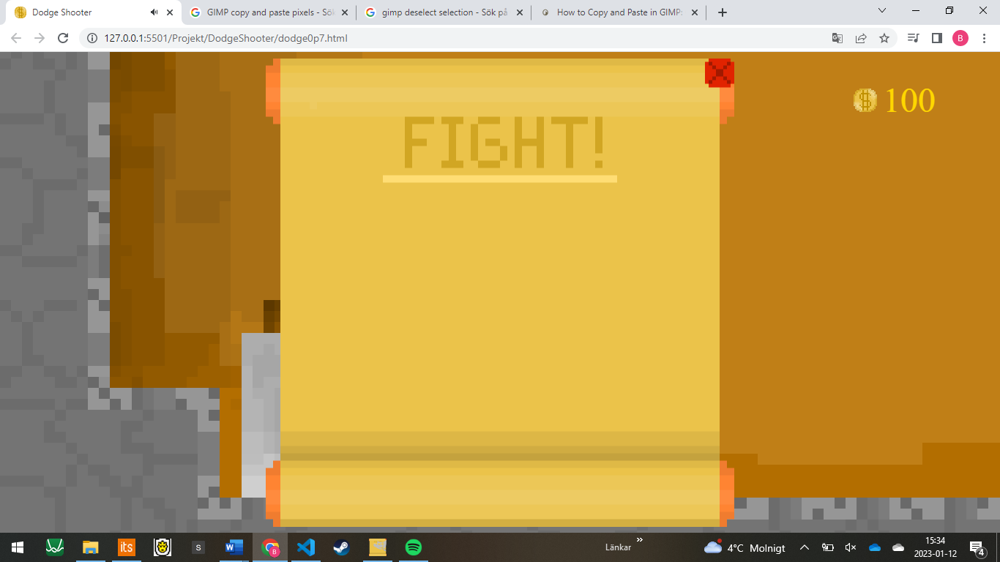 Dodge Shooter
GIMP copy and paste pixels - Sök
gimp deselect selection - Sök på
How to Copy and Paste in GIMP:
127.0.0.1:5501/Projekt/DodgeShooter/dodge0p7.html
B
100
FIGHT!
its
S
W
B
Länkar
4°C Molnigt
15:34
2023-01-12
4